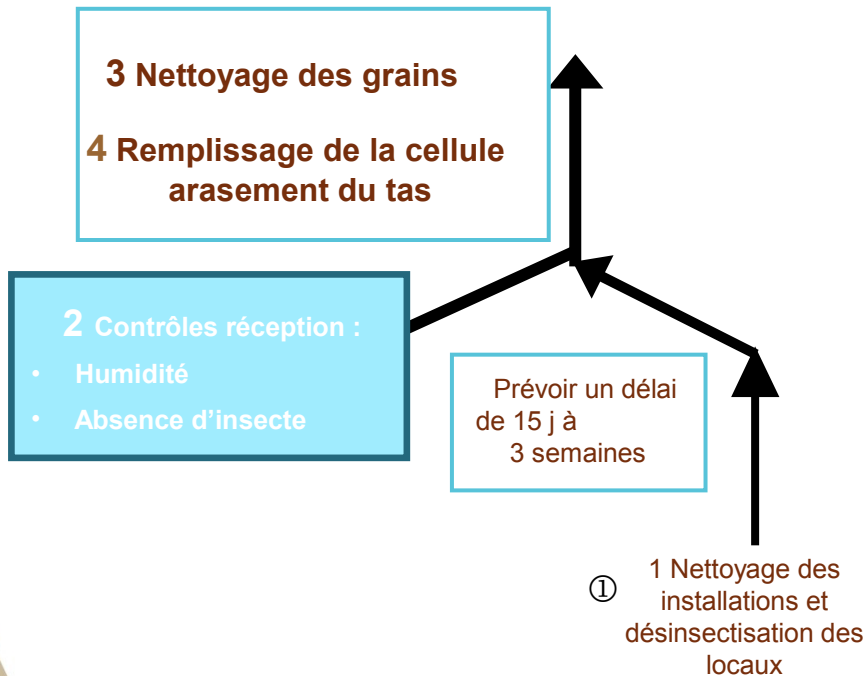 3 Nettoyage des grains
4 Remplissage de la cellule
arasement du tas
2 Contrôles réception :
• Humidité
• Absence d’insecte
Prévoir un délai
de 15 j à
3 semaines
①
1 Nettoyage des
installations et
désinsectisation des
locaux